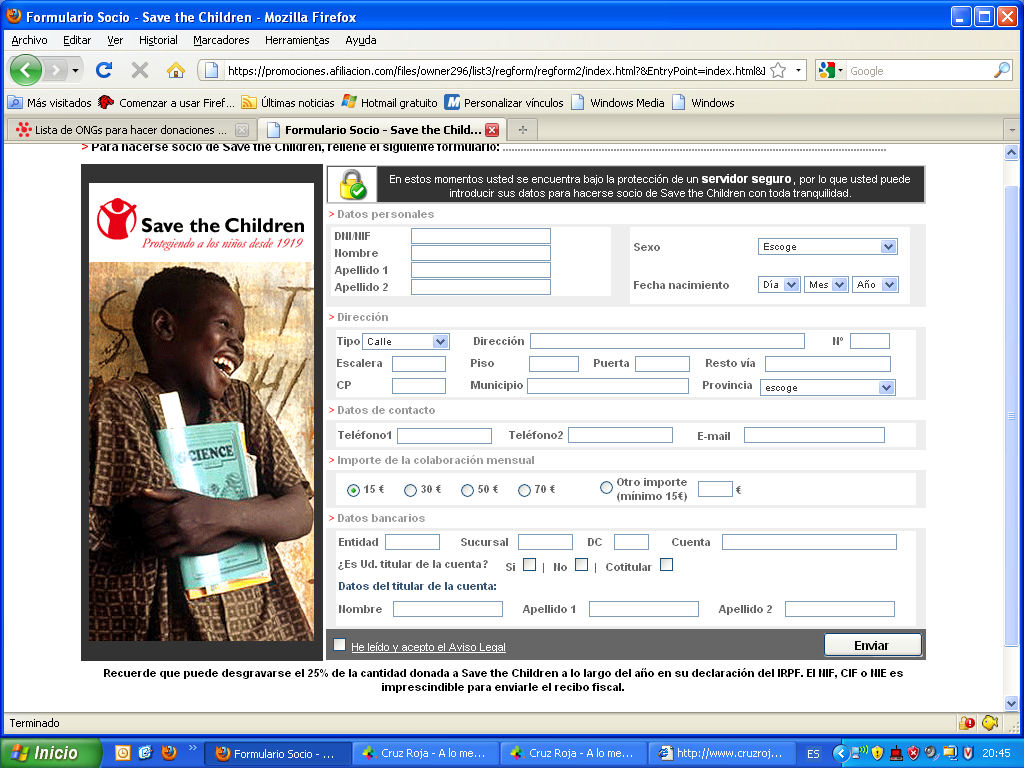 Formulario Socio - Save the Children - Mozilla Firefox
Archivo Editar Ver Historial Marcadores Herramientas Ayuda
https://promociones.afiliacion.com/files/owner296/list3/regform/regform2/index.html?&EntryPoint=index.html&
Google
Más visitados Comenzar a usar Firef... Últimas noticias Hotmail gratuito Personalizar vínculos Windows Media Windows
Lista de ONGs para hacer donaciones ... Formulario Socio - Save the Child...
> Para hacerse socio de Save the Children, rellene el siguiente formulario:
Save the Children
Protegiendo a los niños desde 1919
SCIENCE
En estos momentos usted se encuentra bajo la protección de un servidor seguro, por lo que usted puede
introducir sus datos para hacerse socio de Save the Children con toda tranquilidad.
> Datos personales
DNI/NIF
Nombre
Apellido 1
Apellido 2
Sexo Escoge
Fecha nacimiento Día Mes Año
> Dirección
Tipo Calle Dirección Nº
Escalera Piso Puerta Resto vía
CP Municipio Provincia escoge
> Datos de contacto
Teléfono1 Teléfono2 E-mail
> Importe de la colaboración mensual
15 € 30 € 50 € 70 € Otro importe
(mínimo 15€) €
> Datos bancarios
Entidad Sucursal DC Cuenta
¿Es Ud. titular de la cuenta? Si | No | Cotitular
Datos del titular de la cuenta:
Nombre Apellido 1 Apellido 2
He leído y acepto el Aviso Legal Enviar
Recuerde que puede desgravarse el 25% de la cantidad donada a Save the Children a lo largo del año en su declaración del IRPF. El NIF, CIF o NIE es
imprescindible para enviarle el recibo fiscal.
Terminado
Inicio » Formulario Socio - ... Cruz Roja - A lo me... Cruz Roja - A lo me... http://www.cruzroj... ES 20:45